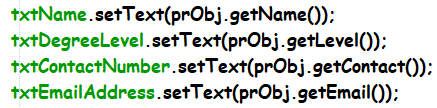 txtName.setText(prObj.getName());
txtDegreeLevel.setText(prObj.getLevel());
txtContactNumber.setText(prObj.getContact());
txtEmailAddress.setText(prObj.getEmail());